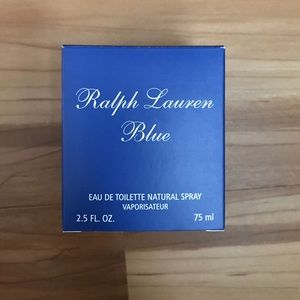 Ralph Lauren
Blue
EAU DE TOILETTE NATURAL SPRAY
VAPORISATEUR
2.5 FL. OZ. 75 ml